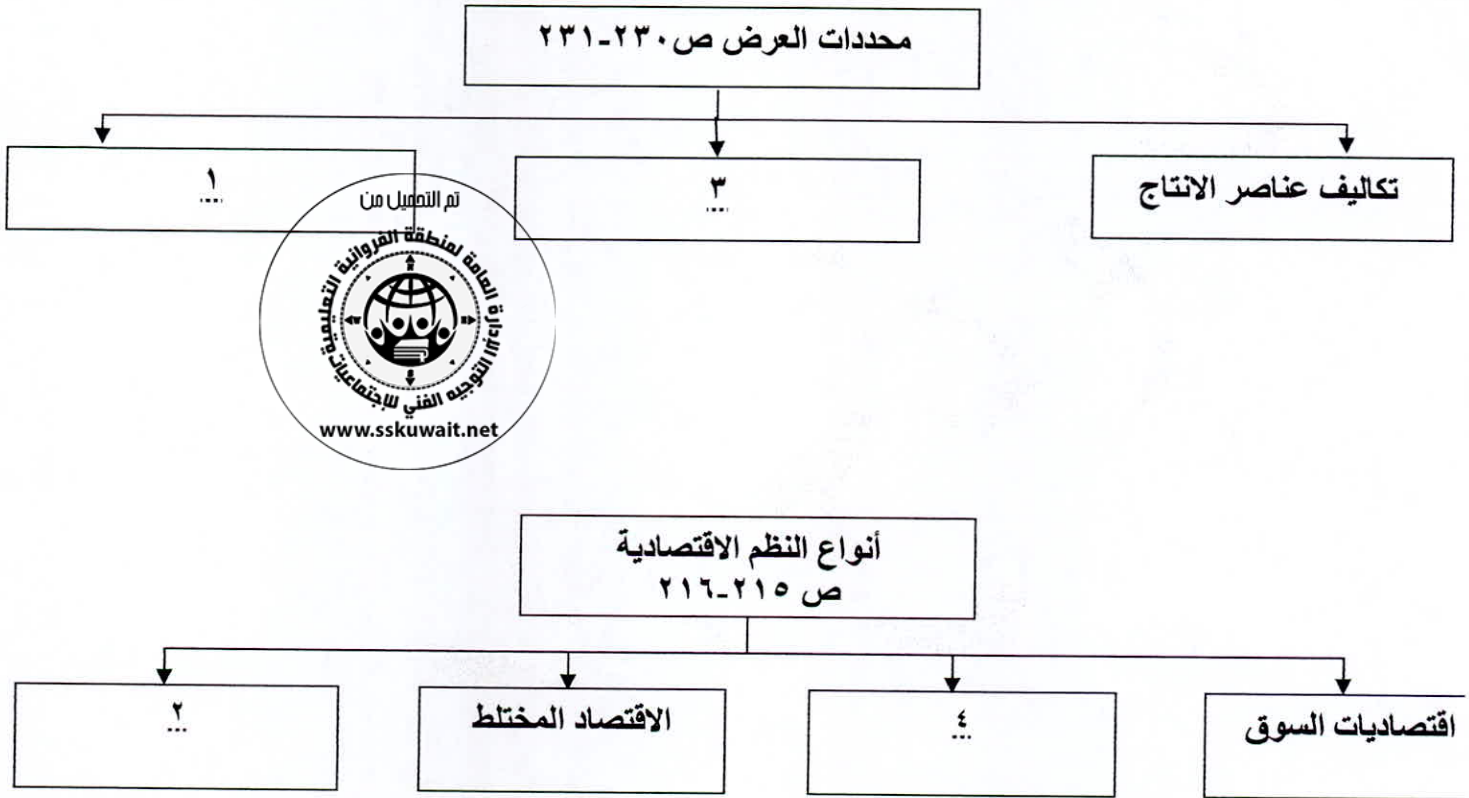 محددات العرض ص٢٣٠-٢٣١
تكاليف عناصر الانتاج
٣
...
١
...
تم التحميل من
الادارة العامة لمنطقة الفروانية التعليمية
التوجيه الفني للاجتماعيات
www.sskuwait.net
أنواع النظم الاقتصادية
ص ٢١٥-٢١٦
اقتصاديات السوق
٤
...
الاقتصاد المختلط
٢
...